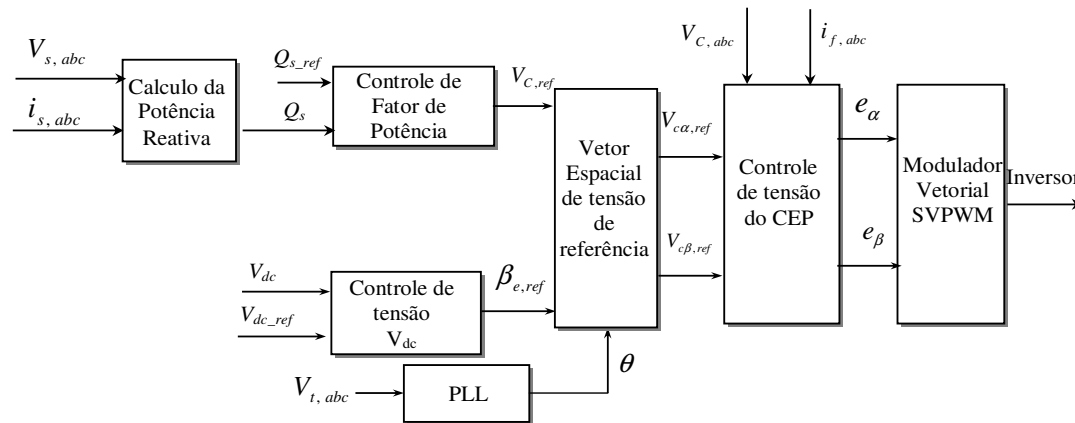 V_{s, abc}
i_{s, abc}
Calculo da
Potência
Reativa
Q_{s_ref}
Q_s
Controle de
Fator de
Potência
V_{C,ref}
V_{dc}
V_{dc_ref}
Controle de
tensão
V_{dc}
β_{e,ref}
V_{t, abc}
PLL
θ
Vetor
Espacial
de tensão
de
referência
V_{cα,ref}
V_{cβ,ref}
V_{C, abc}
i_{f, abc}
Controle
de tensão
do CEP
e_α
e_β
Modulador
Vetorial
SVPWM
Inversor